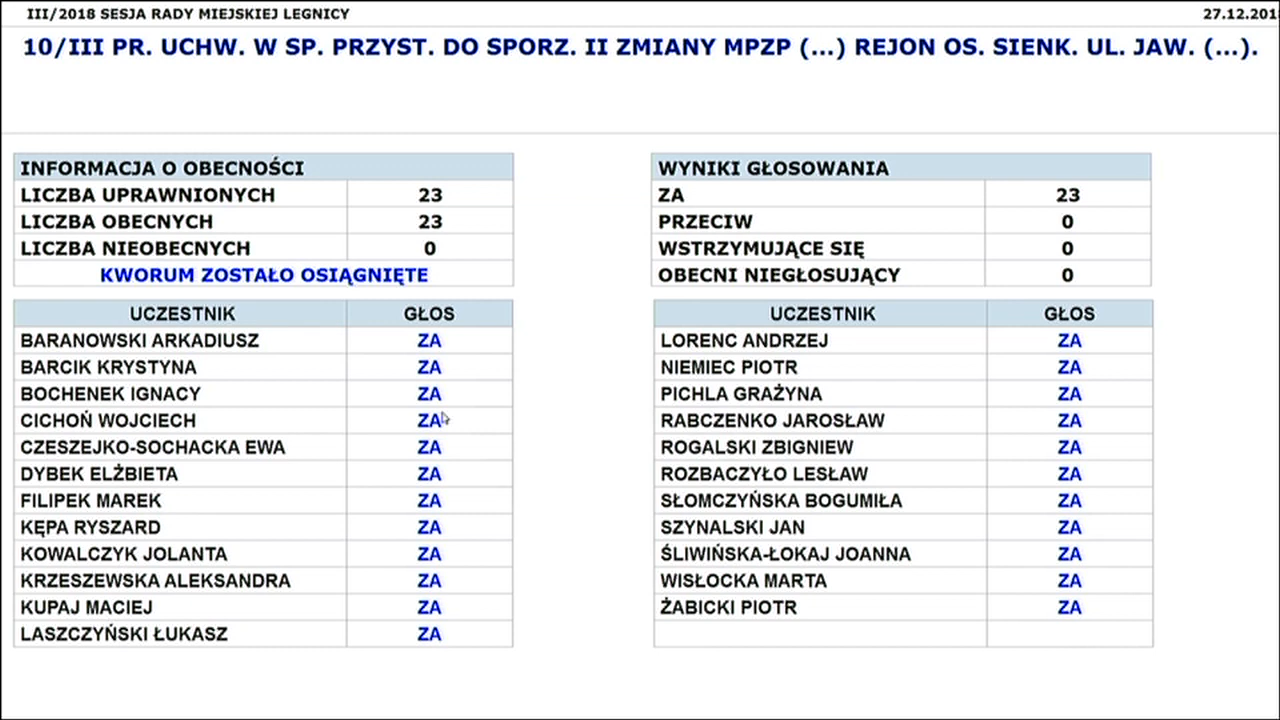 III/2018 SESJA RADY MIEJSKIEJ LEGNICY 27.12.201
10/III PR. UCHW. W SP. PRZYST. DO SPORZ. II ZMIANY MPZP (...) REJON OS. SIENK. UL. JAW. (...).
INFORMACJA O OBECNOŚCI
LICZBA UPRAWNIONYCH 23
LICZBA OBECNYCH 23
LICZBA NIEOBECNYCH 0
KWORUM ZOSTAŁO OSIĄGNIĘTE
WYNIKI GŁOSOWANIA
ZA 23
PRZECIW 0
WSTRZYMUJĄCE SIĘ 0
OBECNI NIEGŁOSUJĄCY 0
UCZESTNIK GŁOS
BARANOWSKI ARKADIUSZ ZA
BARCIK KRYSTYNA ZA
BOCHENEK IGNACY ZA
CICHOŃ WOJCIECH ZA
CZESZEJKO-SOCHACKA EWA ZA
DYBEK ELŻBIETA ZA
FILIPEK MAREK ZA
KĘPA RYSZARD ZA
KOWALCZYK JOLANTA ZA
KRZESZEWSKA ALEKSANDRA ZA
KUPAJ MACIEJ ZA
LASZCZYŃSKI ŁUKASZ ZA
UCZESTNIK GŁOS
LORENC ANDRZEJ ZA
NIEMIEC PIOTR ZA
PICHLA GRAŻYNA ZA
RABCZENKO JAROSŁAW ZA
ROGALSKI ZBIGNIEW ZA
ROZBACZYŁO LESŁAW ZA
SŁOMCZYŃSKA BOGUMIŁA ZA
SZYNALSKI JAN ZA
ŚLIWIŃSKA-ŁOKAJ JOANNA ZA
WISŁOCKA MARTA ZA
ŻABICKI PIOTR ZA